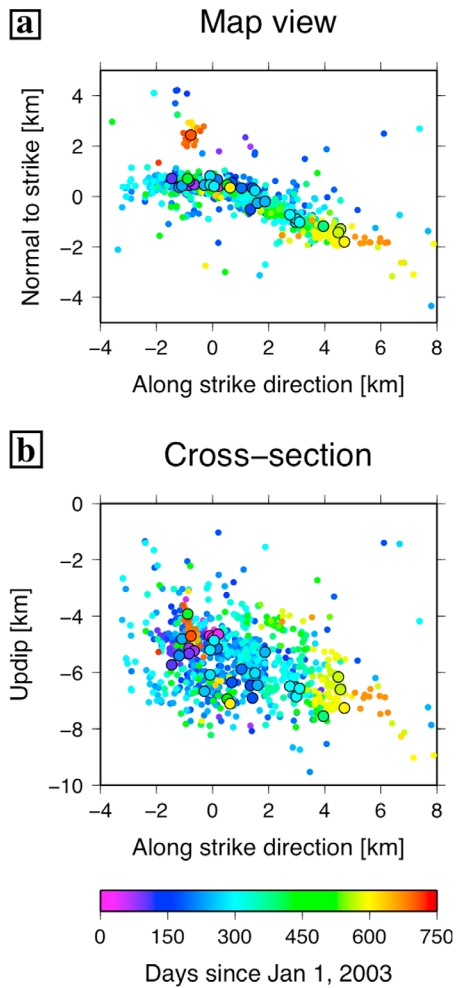 a
Map view
4
2
0
−2
−4
Normal to strike [km]
−4 −2 0 2 4 6 8
Along strike direction [km]
b
Cross−section
0
−2
−4
−6
−8
−10
Updip [km]
−4 −2 0 2 4 6 8
Along strike direction [km]
0 150 300 450 600 750
Days since Jan 1, 2003